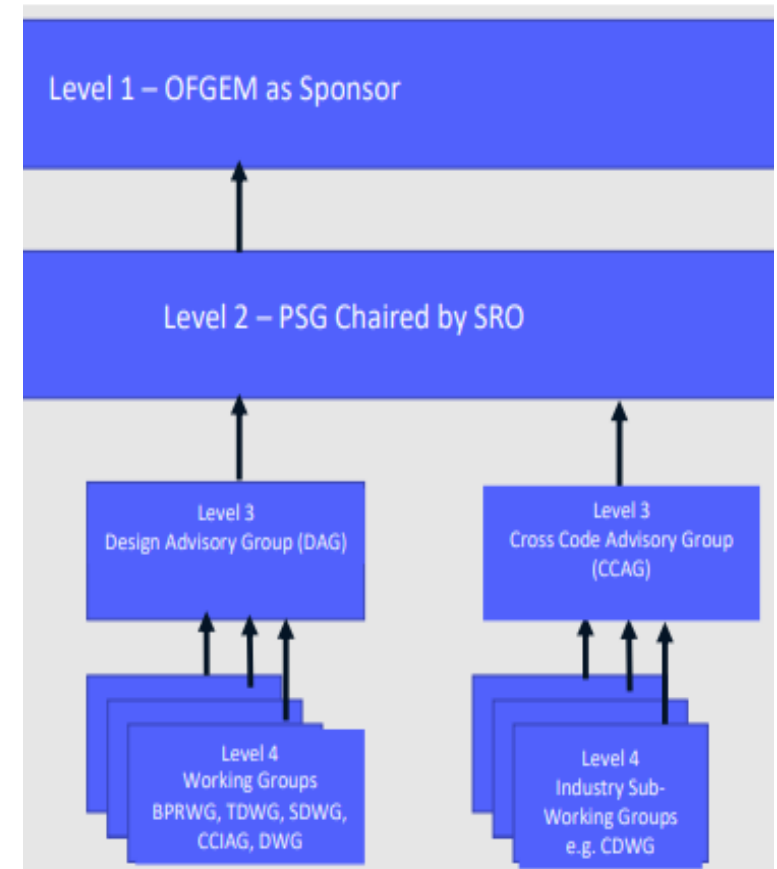 Level 1 – OFGEM as Sponsor
Level 2 – PSG Chaired by SRO
Level 3
Design Advisory Group (DAG)
Level 3
Cross Code Advisory Group
(CCAG)
Level 4
Working Groups
BPRWG, TDWG, SDWG,
CCIAG, DWG
Level 4
Industry Sub-
Working Groups
e.g. CDWG